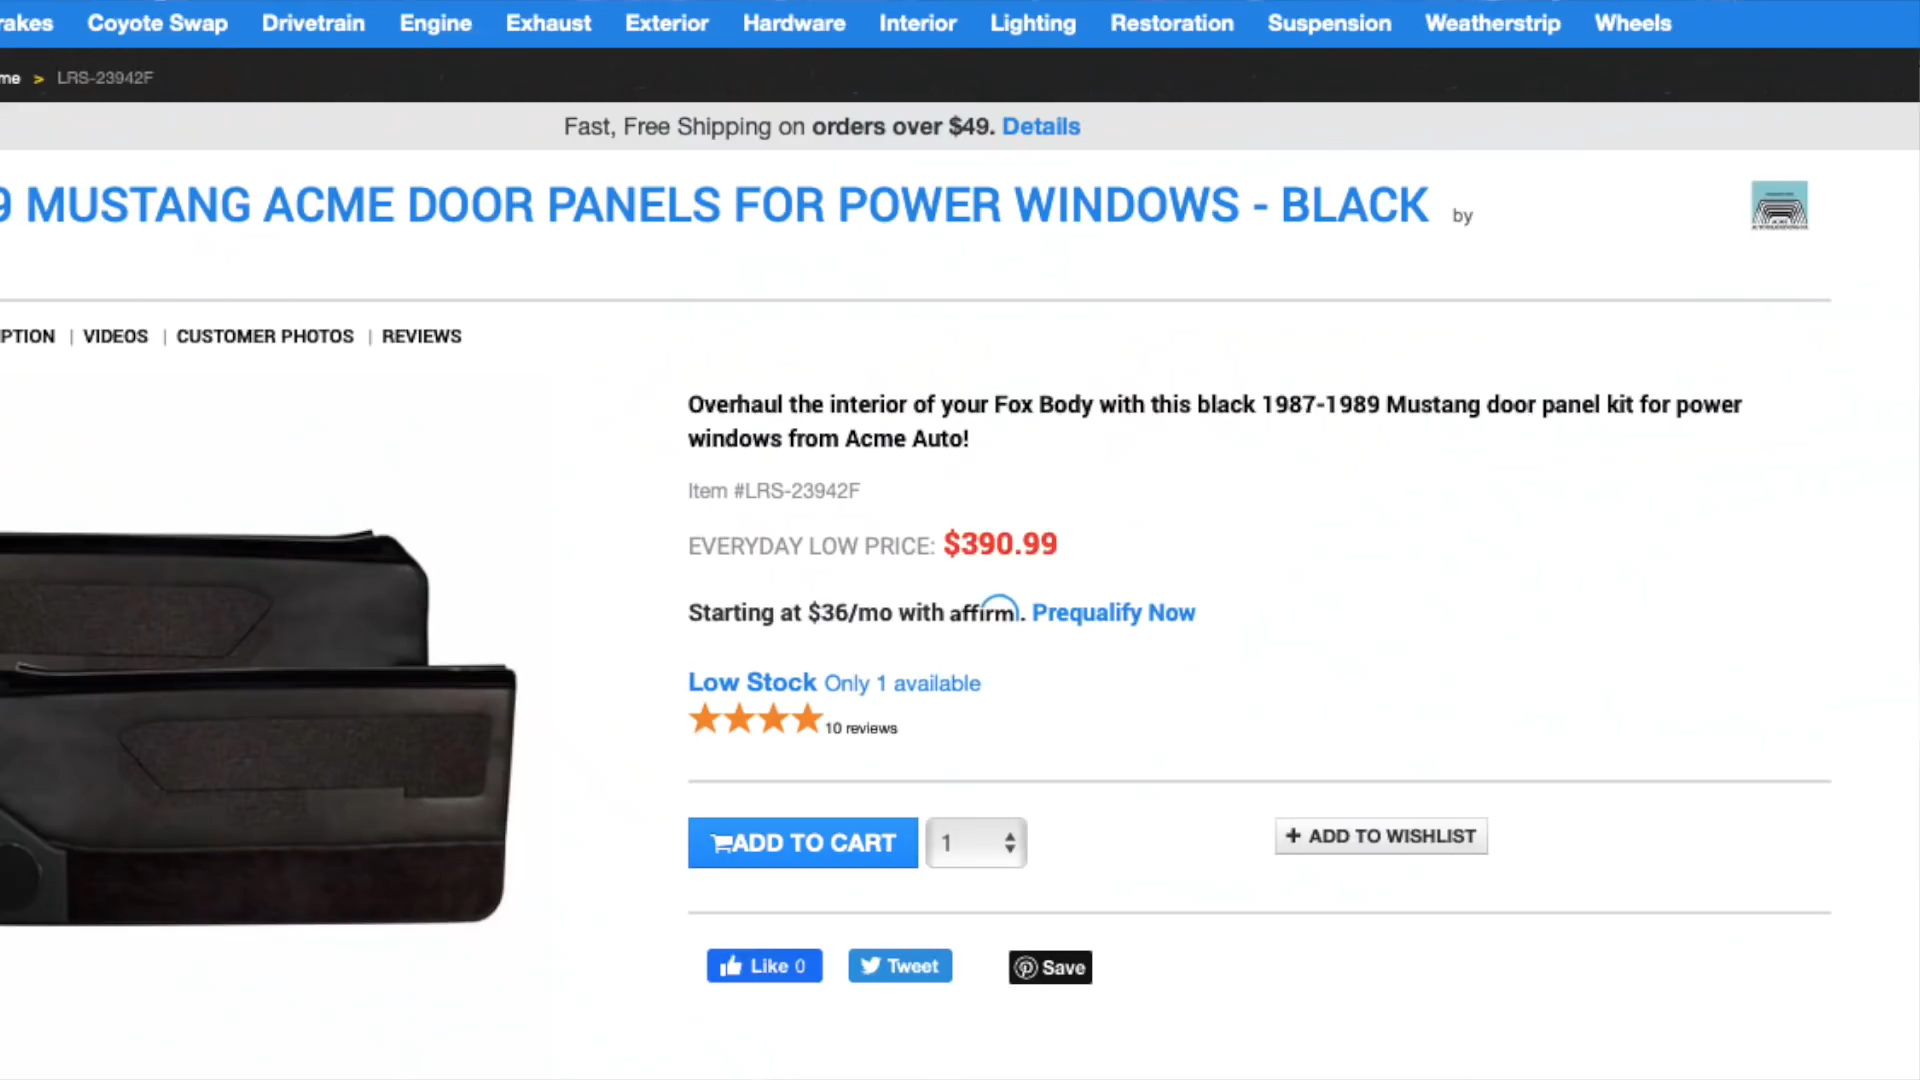 rakes Coyote Swap Drivetrain Engine Exhaust Exterior Hardware Interior Lighting Restoration Suspension Weatherstrip Wheels
me > LRS-23942F
Fast, Free Shipping on orders over $49. Details
9 MUSTANG ACME DOOR PANELS FOR POWER WINDOWS - BLACK by
IPTION | VIDEOS | CUSTOMER PHOTOS | REVIEWS
Overhaul the interior of your Fox Body with this black 1987-1989 Mustang door panel kit for power
windows from Acme Auto!
Item #LRS-23942F
EVERYDAY LOW PRICE: $390.99
Starting at $36/mo with affirm. Prequalify Now
Low Stock Only 1 available
10 reviews
ADD TO CART 1 + ADD TO WISHLIST
Like 0 Tweet Save